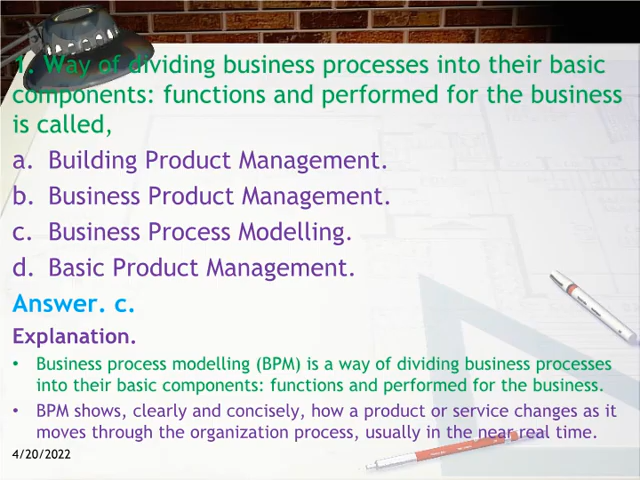 1. Way of dividing business processes into their basic
components: functions and performed for the business
is called,
a. Building Product Management.
b. Business Product Management.
c. Business Process Modelling.
d. Basic Product Management.
Answer. c.
Explanation.
• Business process modelling (BPM) is a way of dividing business processes
into their basic components: functions and performed for the business.
• BPM shows, clearly and concisely, how a product or service changes as it
moves through the organization process, usually in the near real time.
4/20/2022